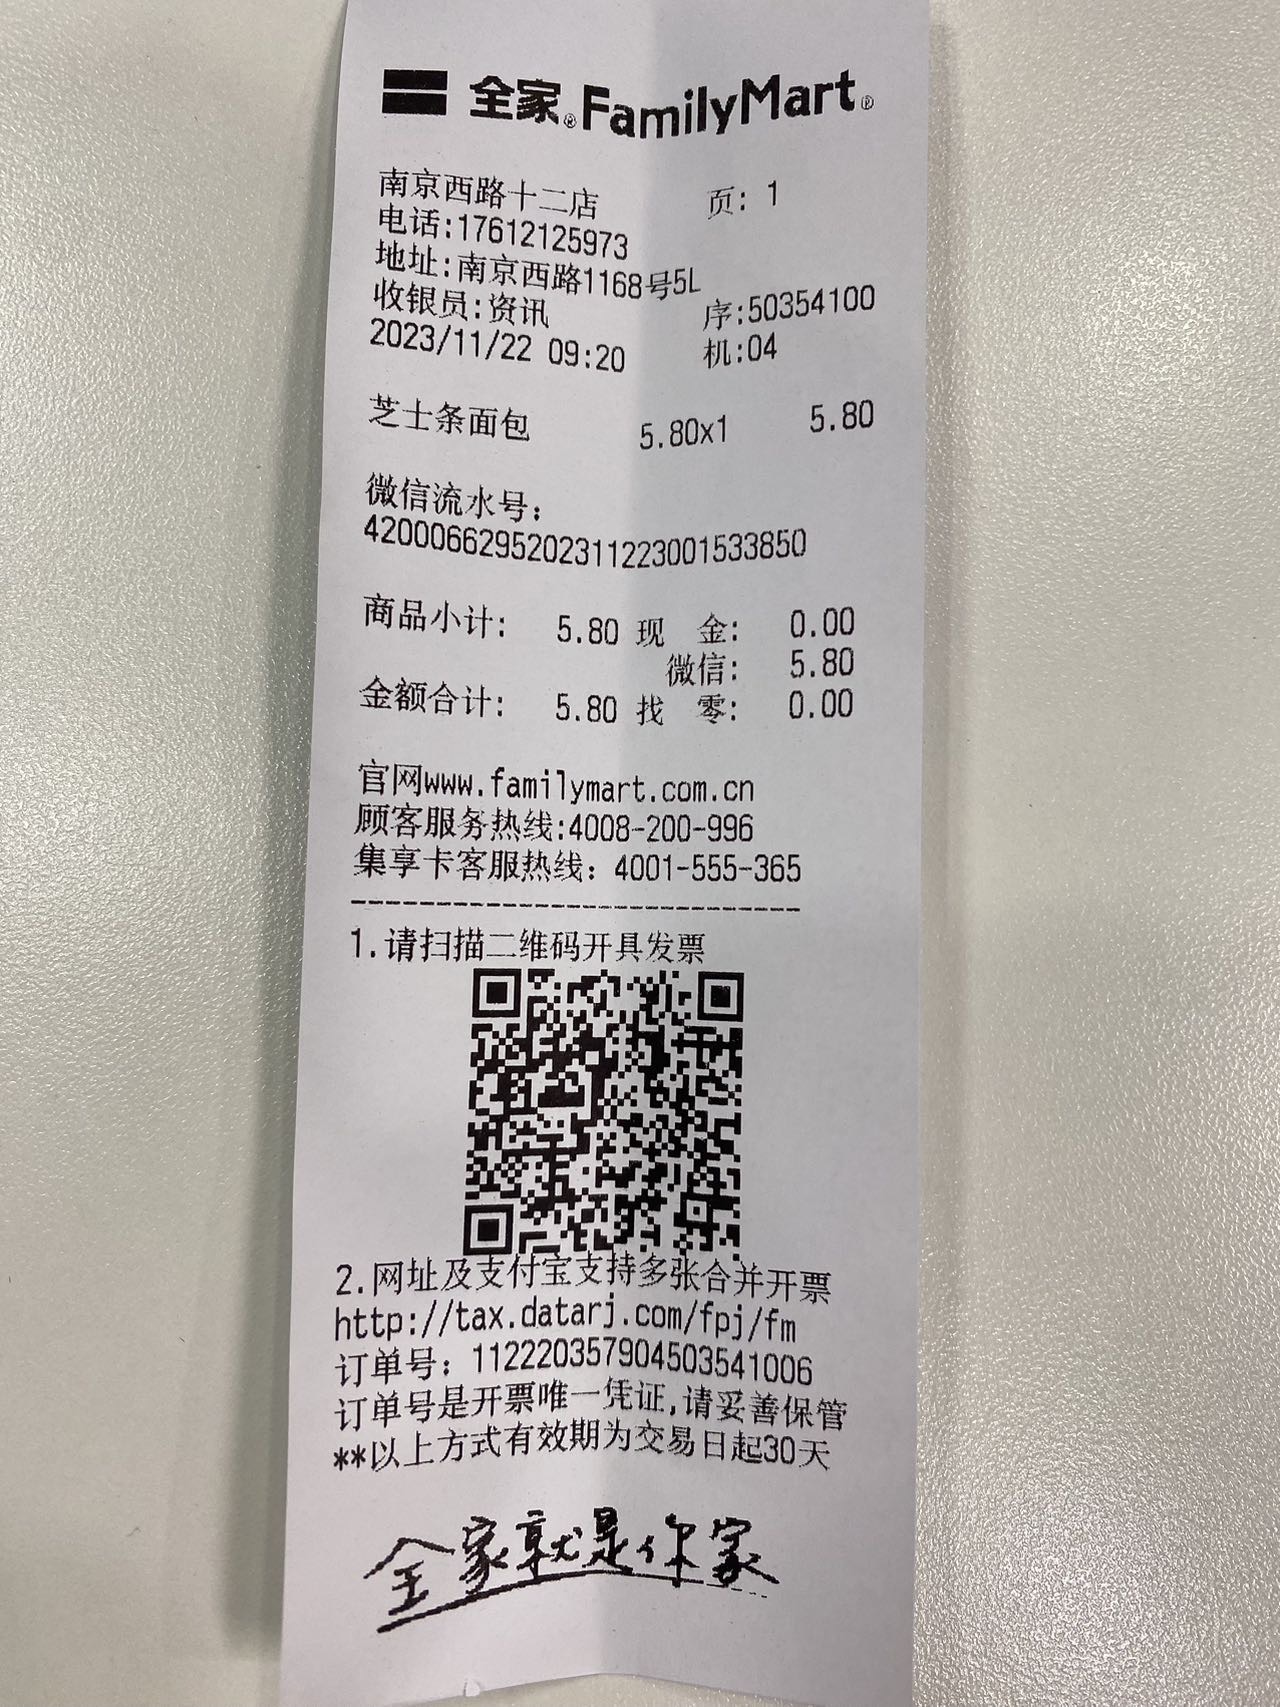 全家®FamilyMart®
南京西路十二店 页: 1
电话:17612125973
地址:南京西路1168号5L
收银员:资讯 序:50354100
2023/11/22 09:20 机:04
芝士条面包 5.80x1 5.80
微信流水号:
4200066295202311223001533850
商品小计: 5.80 现 金: 0.00
微信: 5.80
金额合计: 5.80 找 零: 0.00
官网www.familymart.com.cn
顾客服务热线:4008-200-996
集享卡客服热线: 4001-555-365
1.请扫描二维码开具发票
2.网址及支付宝支持多张合并开票
http://tax.datarj.com/fpj/fm
订单号: 1122203579045035410​06
订单号是开票唯一凭证,请妥善保管
**以上方式有效期为交易日起30天
全家就是你家